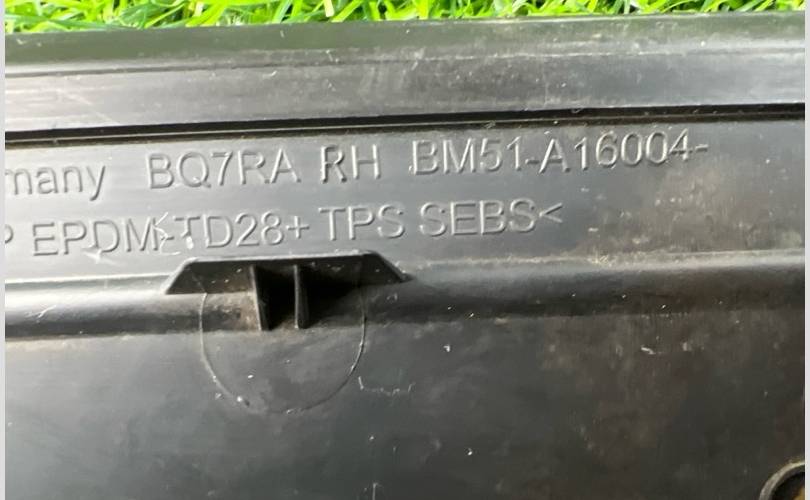 many BQ7RA RH BM51-A16004-
P EPDM-TD28+ TPS SEBS<